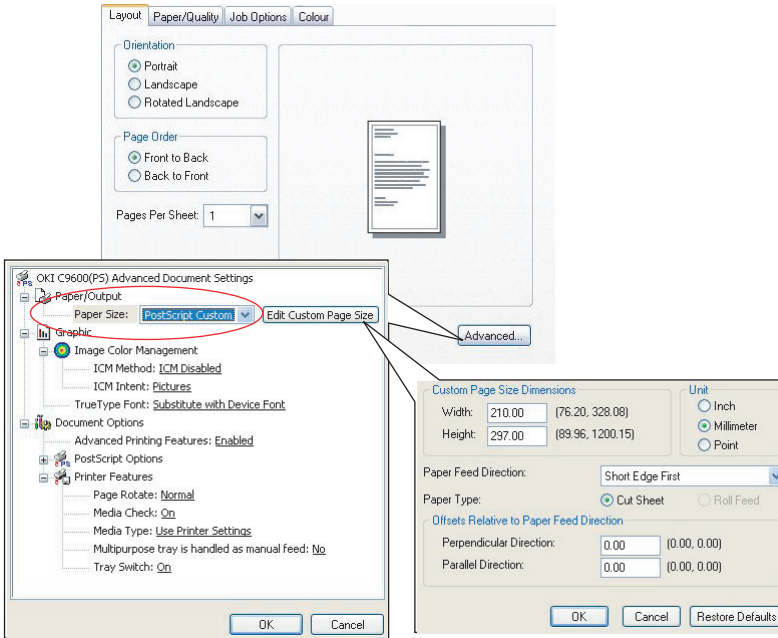 Layout Paper/Quality Job Options Colour
Orientation
Portrait
Landscape
Rotated Landscape
Page Order
Front to Back
Back to Front
Pages Per Sheet: 1
Advanced...
OKI C9600(PS) Advanced Document Settings
Paper/Output
Paper Size: PostScript Custom Edit Custom Page Size
Graphic
Image Color Management
ICM Method: ICM Disabled
ICM Intent: Pictures
TrueType Font: Substitute with Device Font
Document Options
Advanced Printing Features: Enabled
PostScript Options
Printer Features
Page Rotate: Normal
Media Check: On
Media Type: Use Printer Settings
Multipurpose tray is handled as manual feed: No
Tray Switch: On
OK Cancel
Custom Page Size Dimensions
Width: 210.00 (76.20, 328.08)
Height: 297.00 (89.96, 1200.15)
Unit
Inch
Millimeter
Point
Paper Feed Direction: Short Edge First
Paper Type: Cut Sheet Roll Feed
Offsets Relative to Paper Feed Direction
Perpendicular Direction: 0.00 (0.00, 0.00)
Parallel Direction: 0.00 (0.00, 0.00)
OK Cancel Restore Defaults